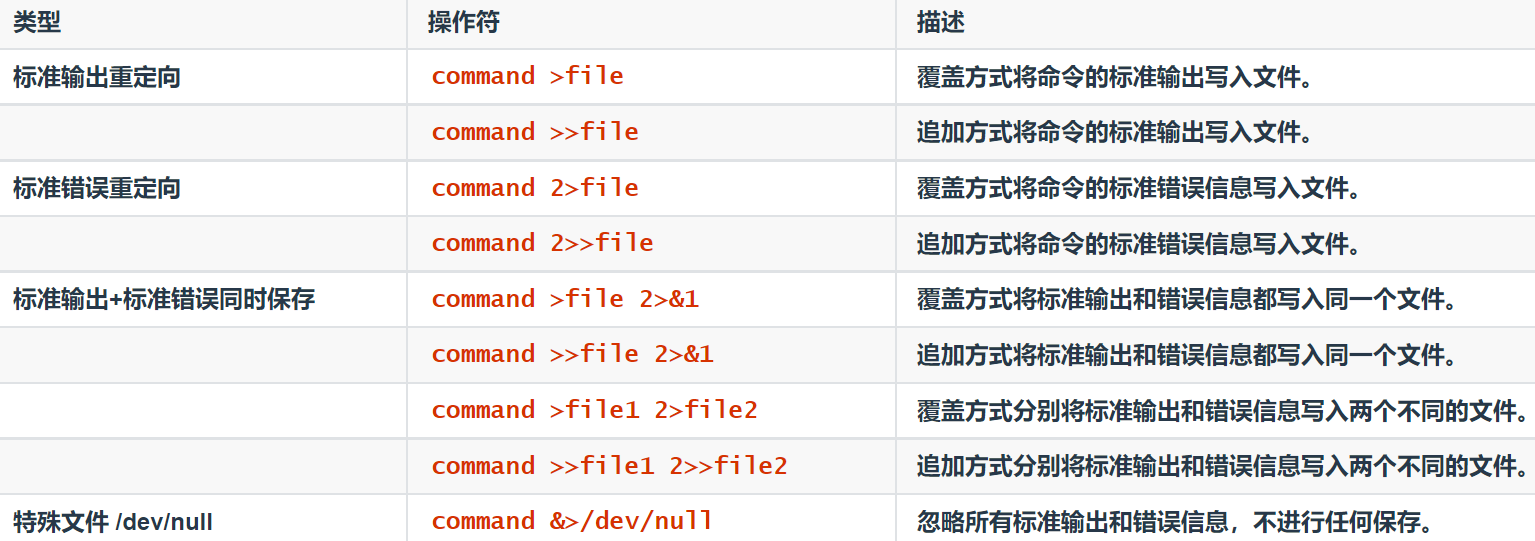 类型 操作符 描述
标准输出重定向 command >file 覆盖方式将命令的标准输出写入文件。
command >>file 追加方式将命令的标准输出写入文件。
标准错误重定向 command 2>file 覆盖方式将命令的标准错误信息写入文件。
command 2>>file 追加方式将命令的标准错误信息写入文件。
标准输出+标准错误同时保存 command >file 2>&1 覆盖方式将标准输出和错误信息都写入同一个文件。
command >>file 2>&1 追加方式将标准输出和错误信息都写入同一个文件。
command >file1 2>file2 覆盖方式分别将标准输出和错误信息写入两个不同的文件。
command >>file1 2>>file2 追加方式分别将标准输出和错误信息写入两个不同的文件。
特殊文件 /dev/null command &>/dev/null 忽略所有标准输出和错误信息，不进行任何保存。